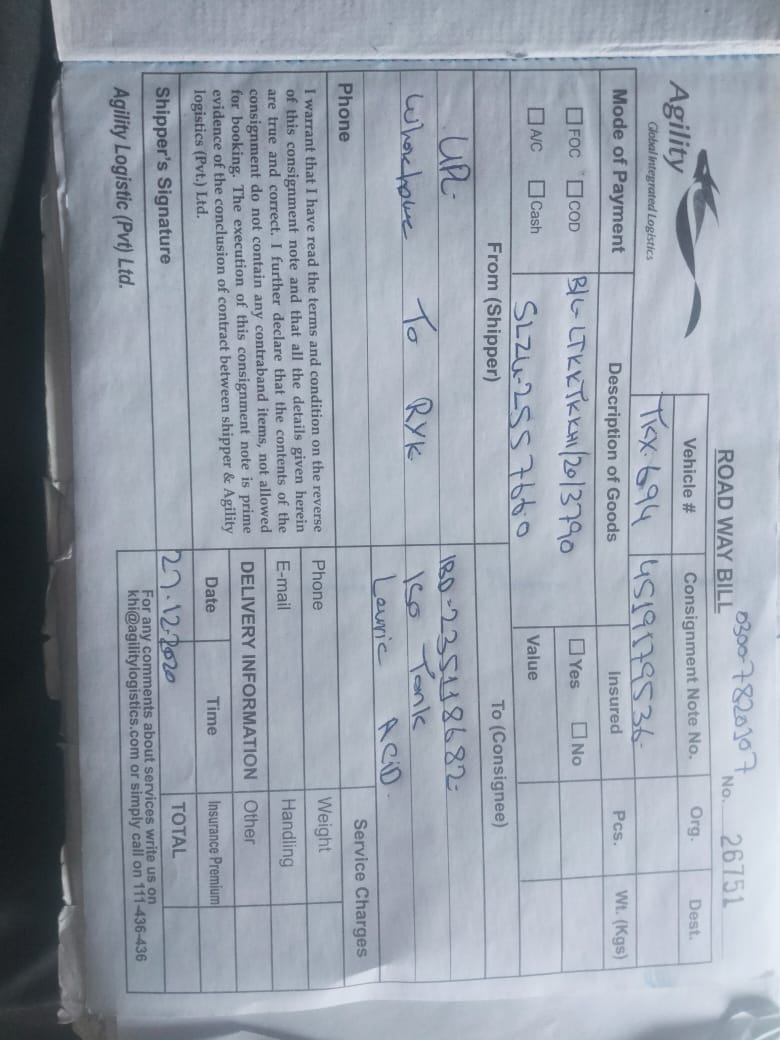 0300-7820107
ROAD WAY BILL No. 26751
Agility
Global Integrated Logistics
Vehicle # Consignment Note No. Org. Dest.
TKX-694 4519179536-
Mode of Payment Description of Goods Insured Pcs. Wt. (Kgs)
FOC COD B/L- LTKKTKKHI/20/3790 Yes No
A/C Cash SLZU-2557660 Value
From (Shipper) To (Consignee)
UPL- IBD-235118682-
To RYK ISO Tank
Lauric ACiD.
Service Charges
Phone
I warrant that I have read the terms and condition on the reverse
of this consignment note and that all the details given herein
are true and correct. I further declare that the contents of the
consignment do not contain any contraband items, not allowed
for booking. The execution of this consignment note is prime
evidence of the conclusion of contract between shipper & Agility
logistics (Pvt.) Ltd.
Phone Weight
E-mail Handling
DELIVERY INFORMATION Other
Date Time Insurance Premium
27.12.2020 TOTAL
Shipper's Signature
For any comments about services write us on
khi@agilitylogistics.com or simply call on 111-436-436
Agility Logistic (Pvt) Ltd.